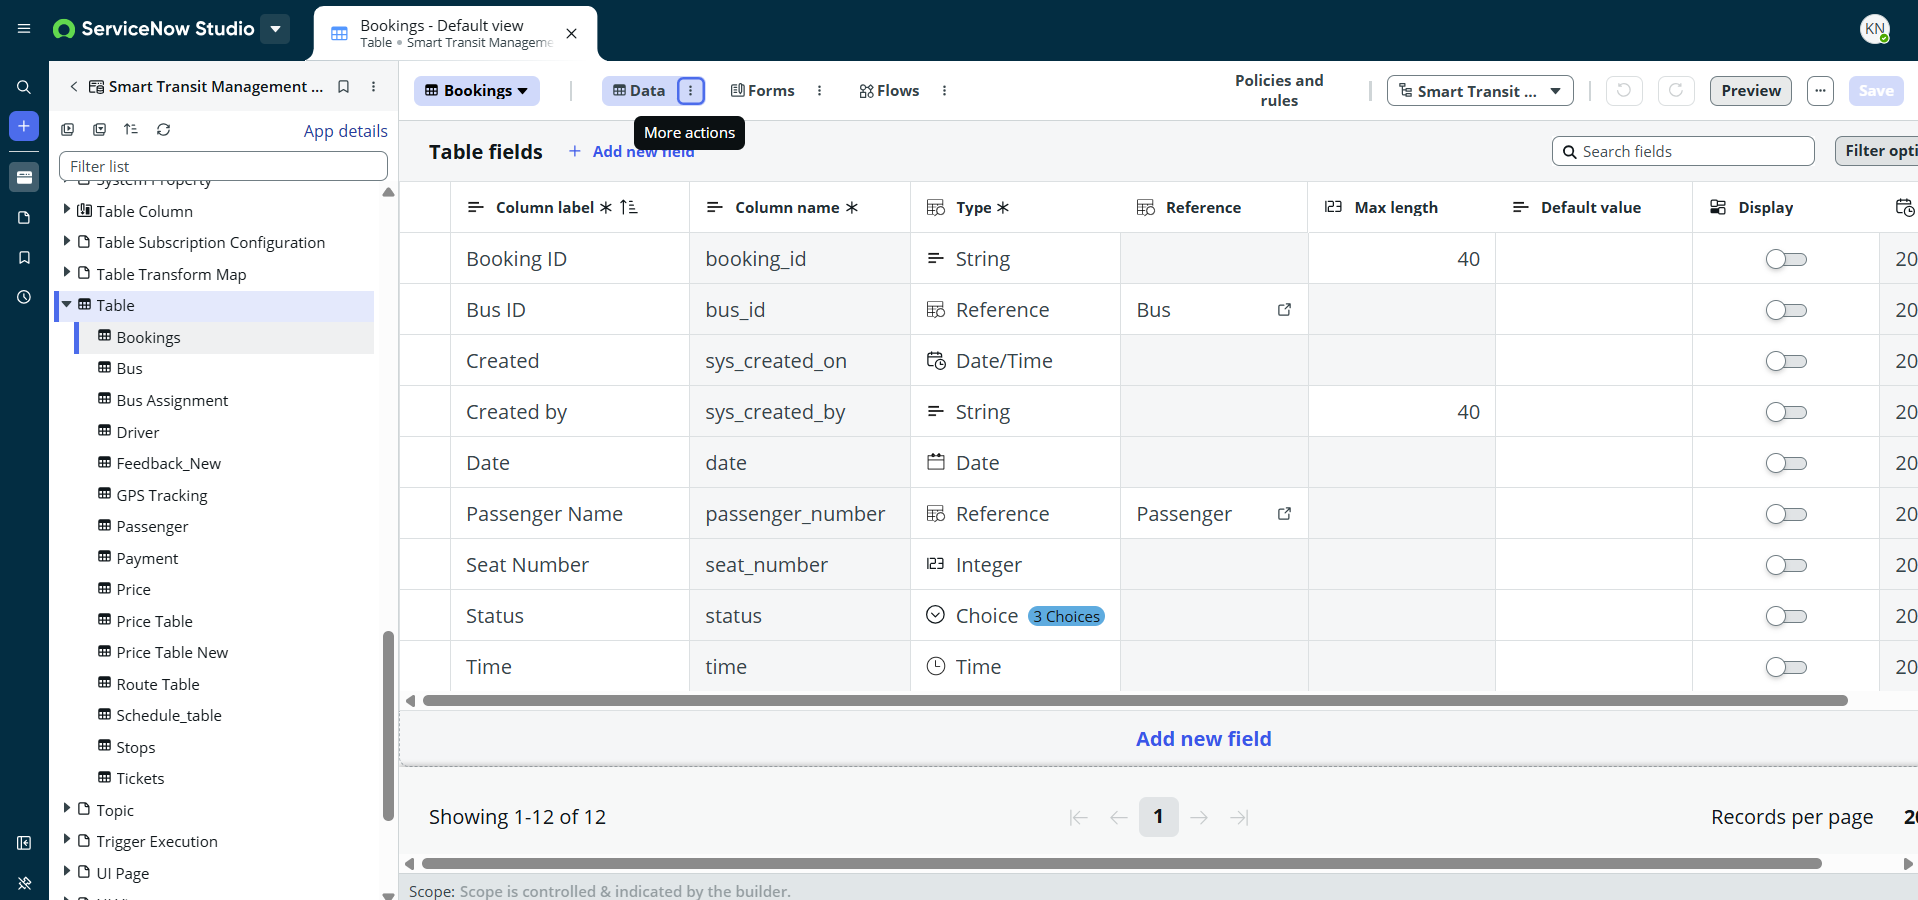 ServiceNow Studio
Bookings - Default view
Table • Smart Transit Manageme
KN
Smart Transit Management ...
App details
Filter list
System Property
Table Column
Table Subscription Configuration
Table Transform Map
Table
Bookings
Bus
Bus Assignment
Driver
Feedback_New
GPS Tracking
Passenger
Payment
Price
Price Table
Price Table New
Route Table
Schedule_table
Stops
Tickets
Topic
Trigger Execution
UI Page
Bookings
Data
Forms
Flows
Policies and
rules
Smart Transit ...
Preview
Save
More actions
Table fields
+ Add new field
Search fields
Filter opti
Column label * Column name * Type * Reference Max length Default value Display
Booking ID booking_id String 40 20
Bus ID bus_id Reference Bus 20
Created sys_created_on Date/Time 20
Created by sys_created_by String 40 20
Date date Date 20
Passenger Name passenger_number Reference Passenger 20
Seat Number seat_number Integer 20
Status status Choice 3 Choices 20
Time time Time 20
Add new field
Showing 1-12 of 12
1
Records per page 20
Scope: Scope is controlled & indicated by the builder.